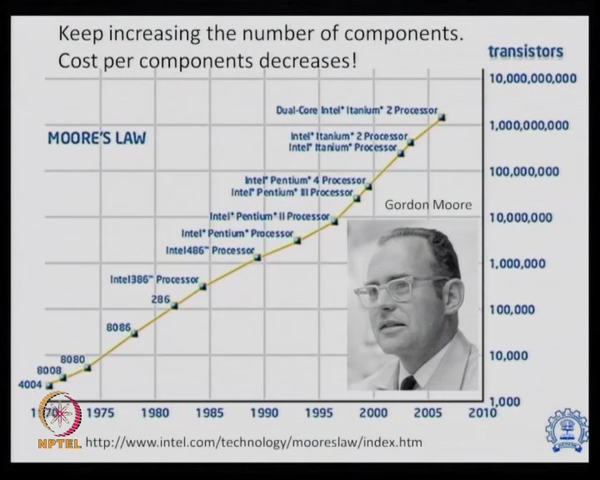 Keep increasing the number of components.
Cost per components decreases!
transistors
10,000,000,000
Dual-Core Intel® Itanium® 2 Processor
1,000,000,000
MOORE'S LAW
Intel® Itanium® 2 Processor
Intel® Itanium® Processor
100,000,000
Intel® Pentium® 4 Processor
Intel® Pentium® III Processor
Gordon Moore
Intel® Pentium® II Processor
10,000,000
Intel® Pentium® Processor
Intel486™ Processor
1,000,000
Intel386™ Processor
286
100,000
8086
10,000
8080
8008
4004
1,000
1970 1975 1980 1985 1990 1995 2000 2005 2010
NPTEL
http://www.intel.com/technology/mooreslaw/index.htm